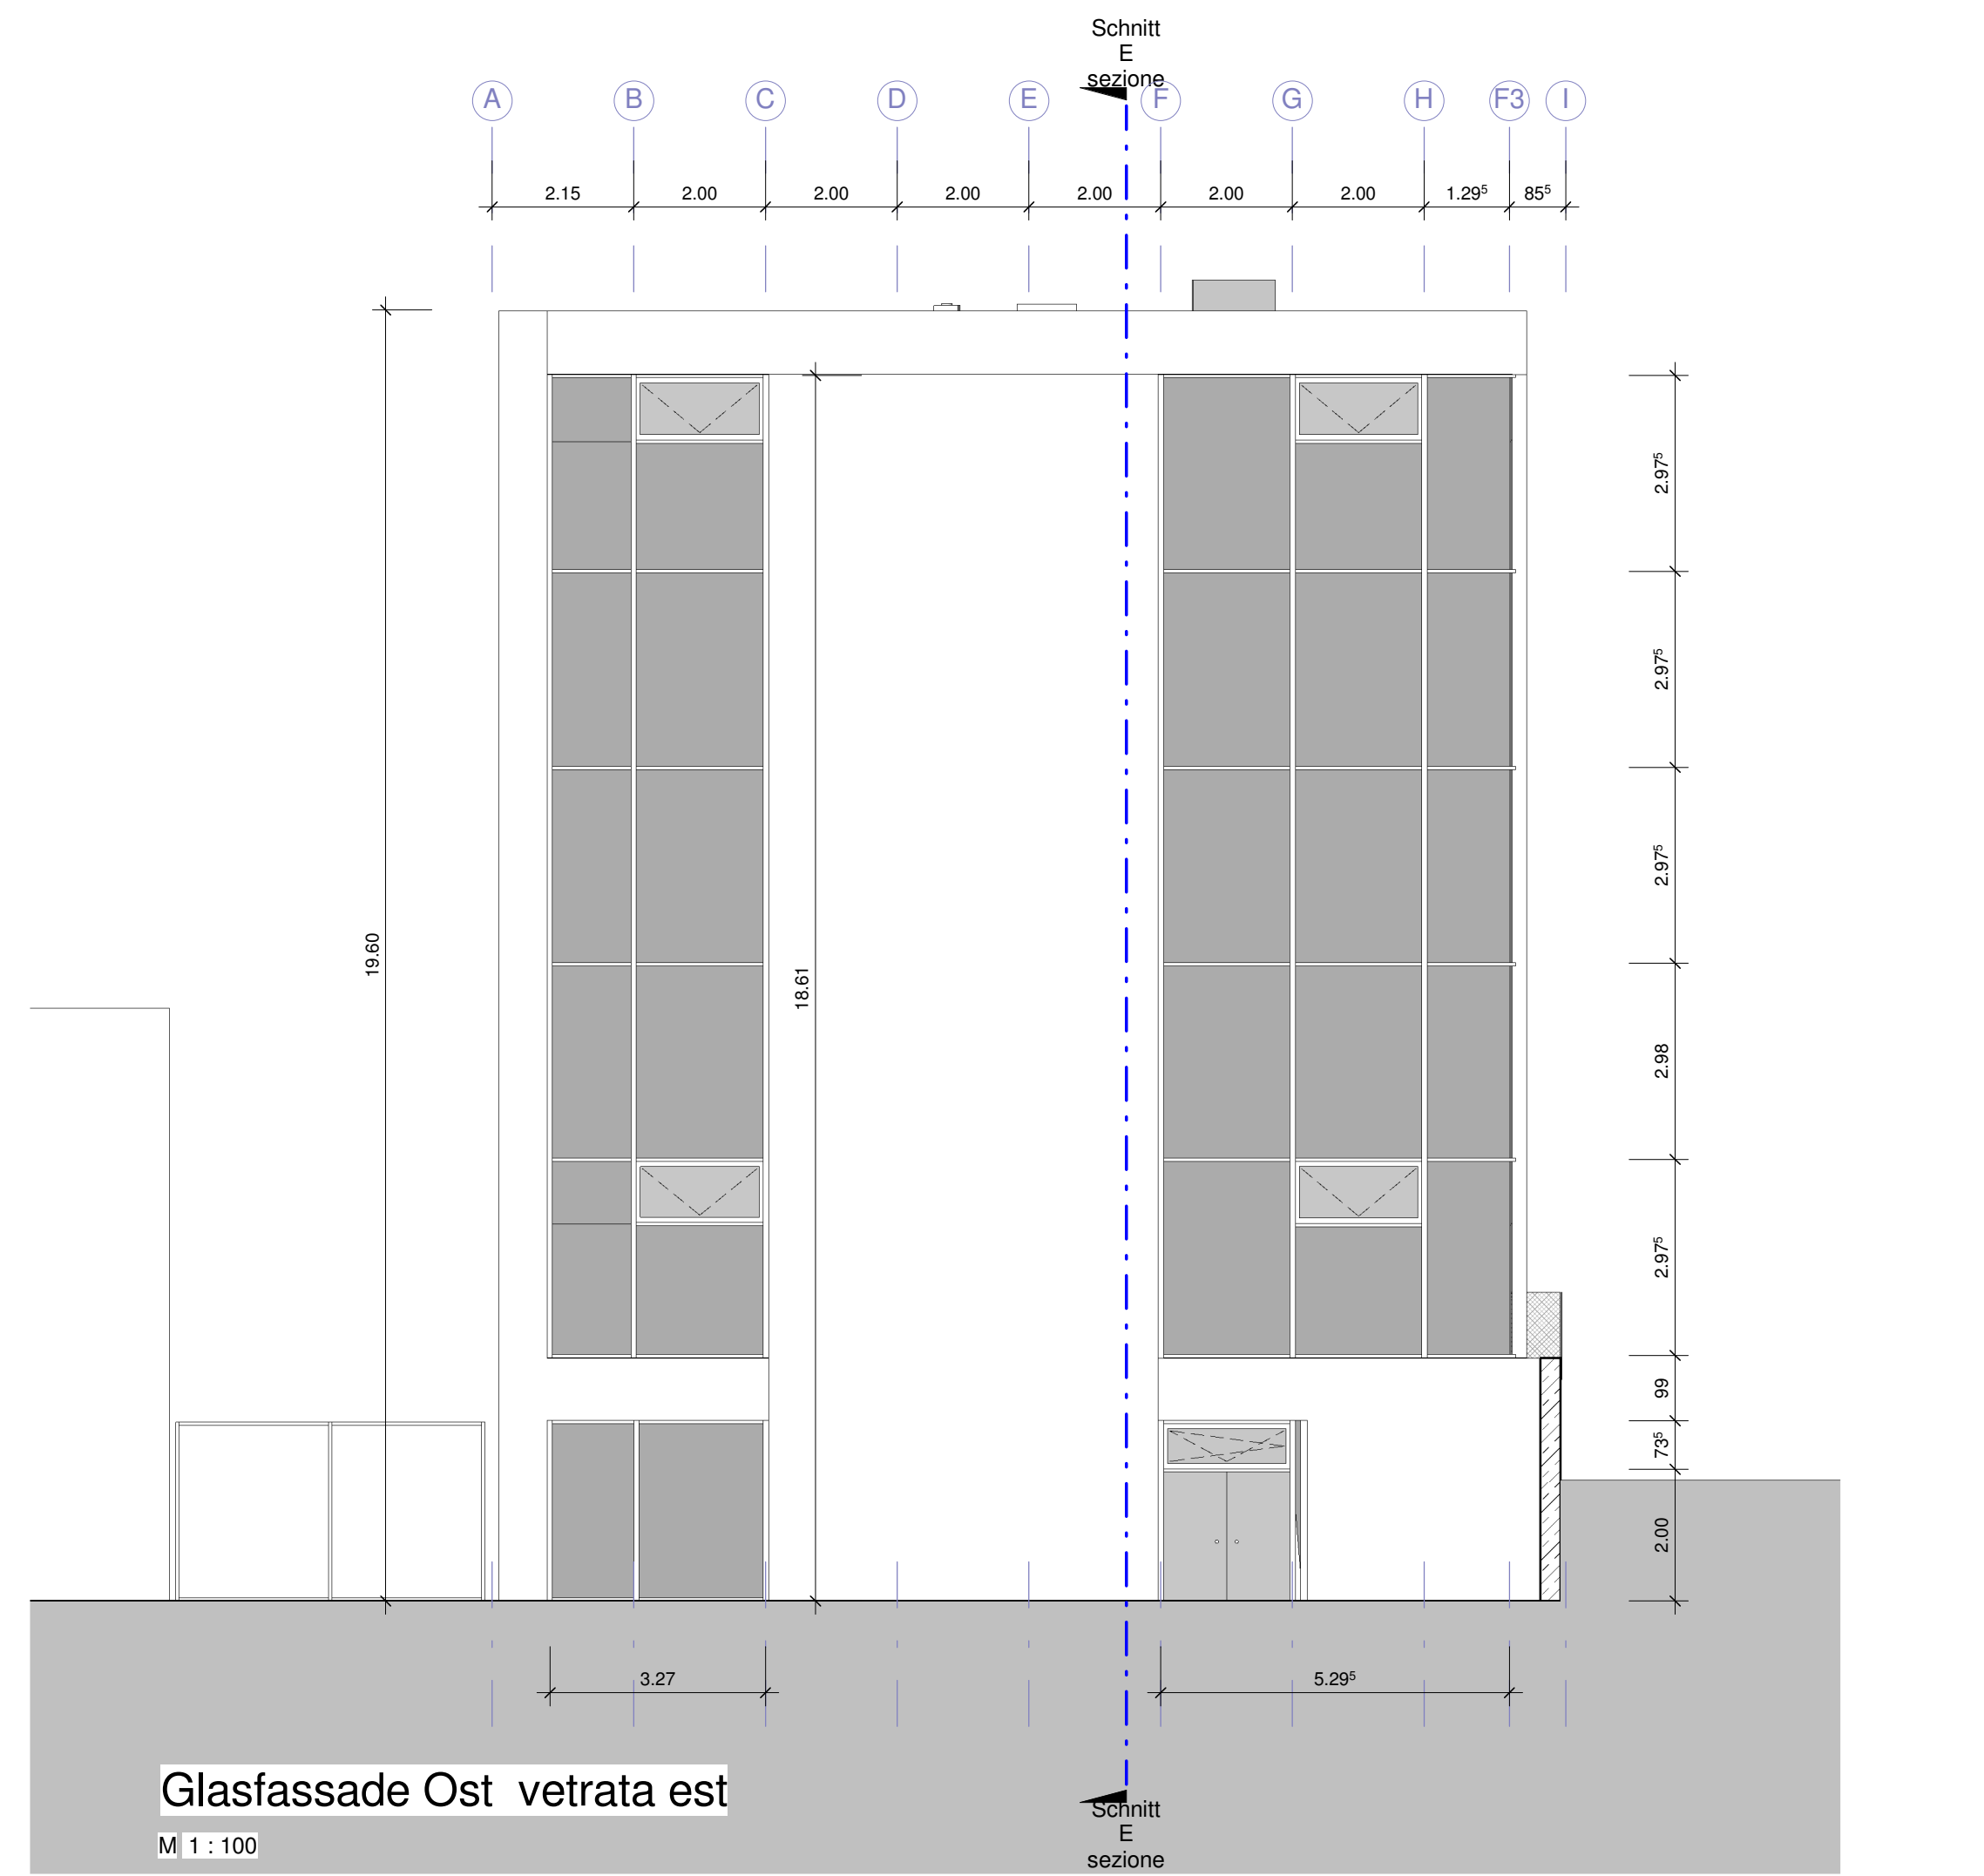 Schnitt
E
sezione
A B C D E F G H F3 I
2.15 2.00 2.00 2.00 2.00 2.00 2.00 1.29⁵ 85⁵
2.97⁵
2.97⁵
2.97⁵
19.60
18.61
2.98
2.97⁵
99
73⁵
2.00
3.27 5.29⁵
Glasfassade Ost vetrata est
M 1 : 100
Schnitt
E
sezione